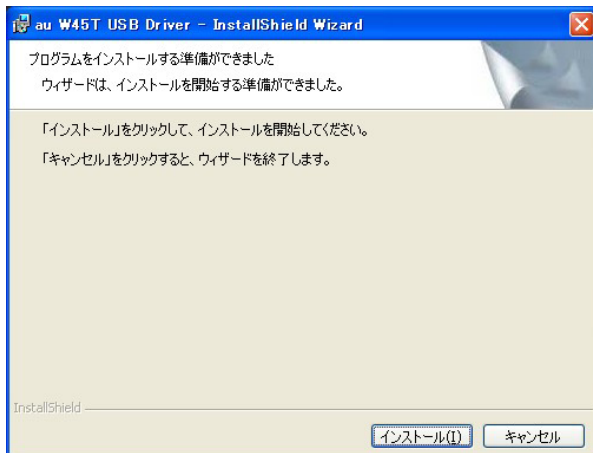 au W45T USB Driver - InstallShield Wizard
プログラムをインストールする準備ができました
ウィザードは、インストールを開始する準備ができました。
「インストール」をクリックして、インストールを開始してください。
「キャンセル」をクリックすると、ウィザードを終了します。
InstallShield
インストール(I) キャンセル